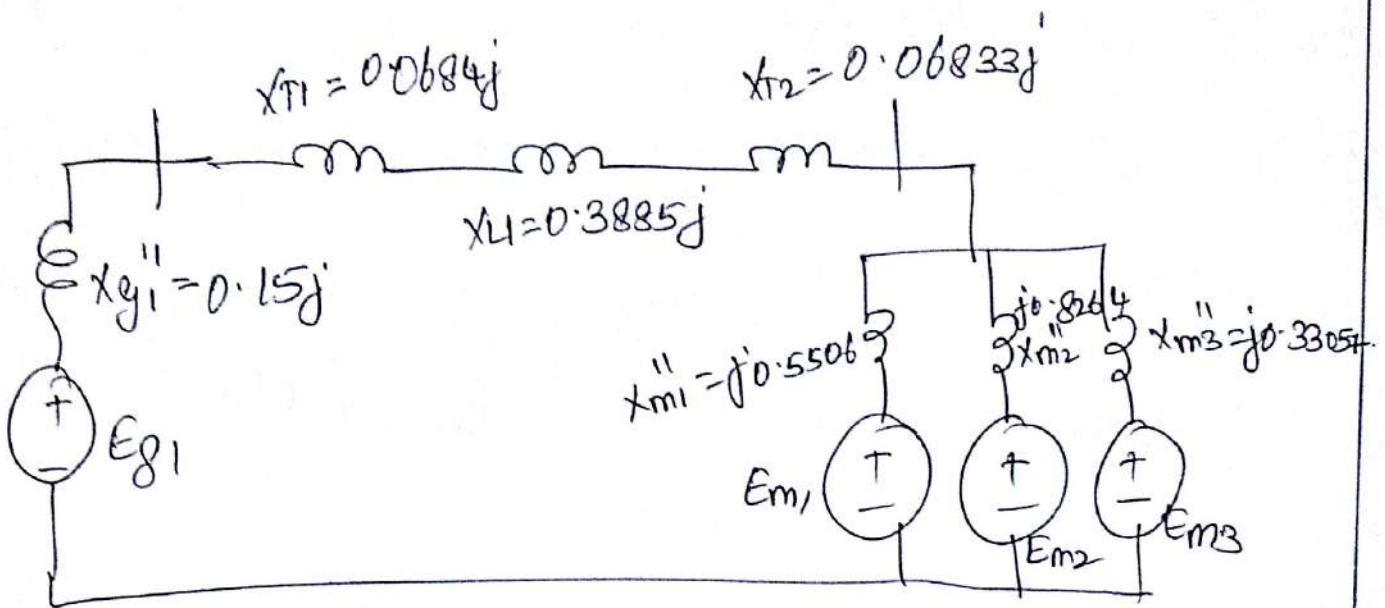 XT1 = 0.0684j
XT2 = 0.06833j
XL1=0.3885j
Xg1''=0.15j
Eg1
Xm1''=j0.5506
j0.8264
Xm2''
Xm3''=j0.33057.
Em1
Em2
Em3